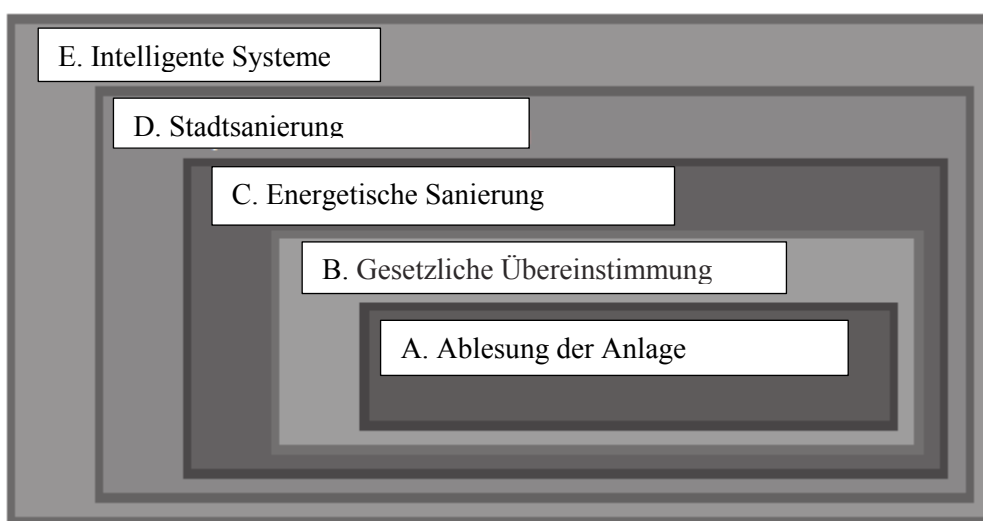 E. Intelligente Systeme
D. Stadtsanierung
C. Energetische Sanierung
B. Gesetzliche Übereinstimmung
A. Ablesung der Anlage